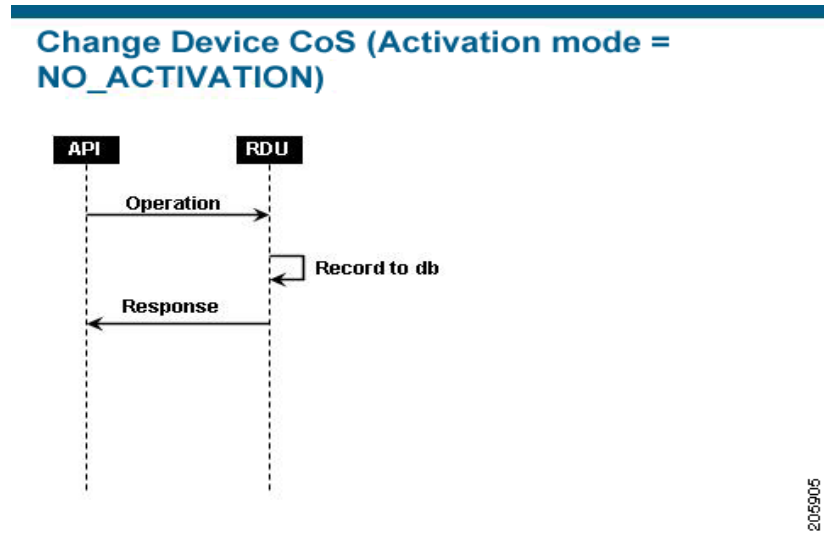 Change Device CoS (Activation mode =
NO_ACTIVATION)
API
RDU
Operation
Record to db
Response
205905